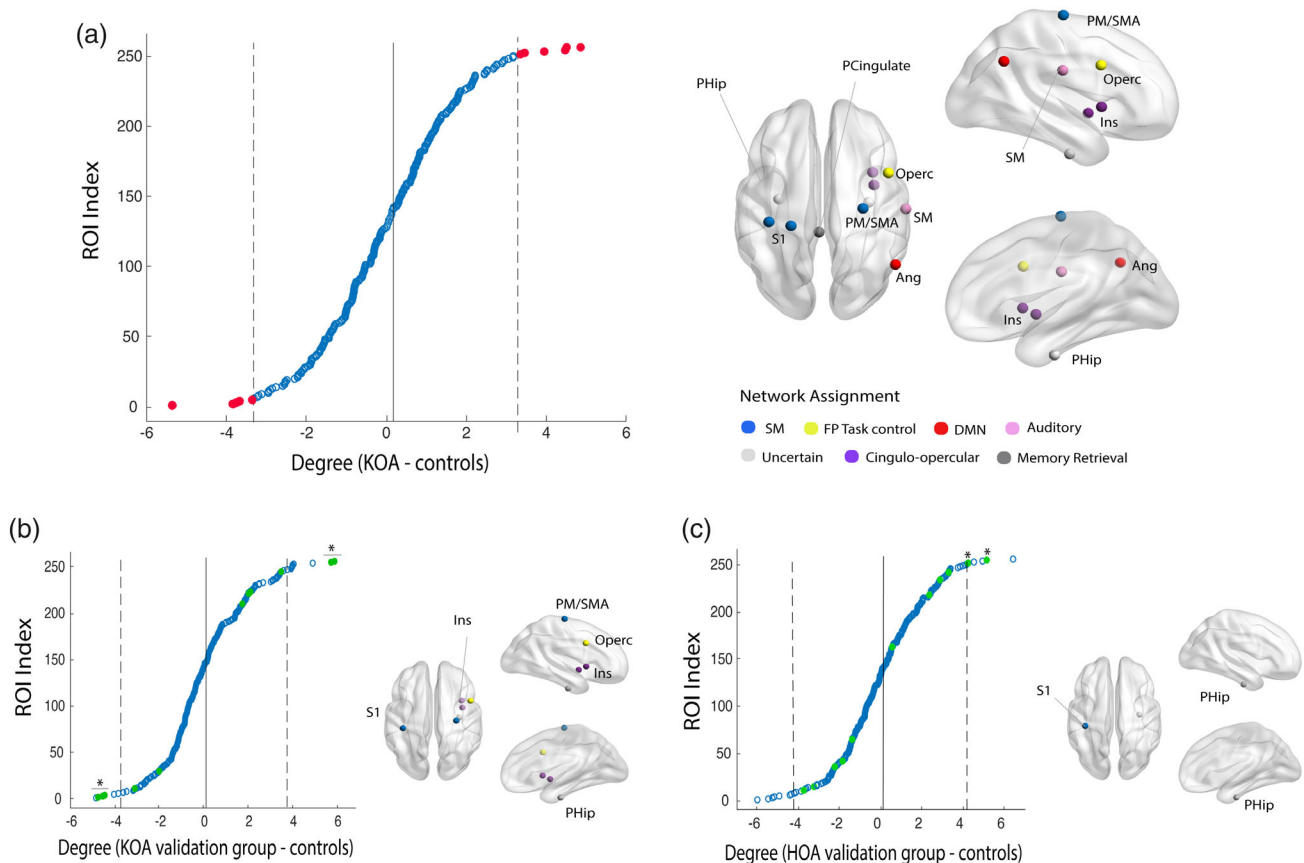 (a)
ROI Index
250
200
150
100
50
0
-6 -4 -2 0 2 4 6
Degree (KOA - controls)
PHip
PCingulate
Operc
PM/SMA
SM
S1
Ang
PM/SMA
Operc
Ins
SM
Ang
Ins
PHip
Network Assignment
SM FP Task control DMN Auditory
Uncertain Cingulo-opercular Memory Retrieval
(b)
ROI Index
250
200
150
100
50
0
*
*
-6 -4 -2 0 2 4 6
Degree (KOA validation group - controls)
Ins
S1
PM/SMA
Operc
Ins
PHip
(c)
ROI Index
250
200
150
100
50
0
* *
-6 -4 -2 0 2 4 6
Degree (HOA validation group - controls)
S1
PHip
PHip